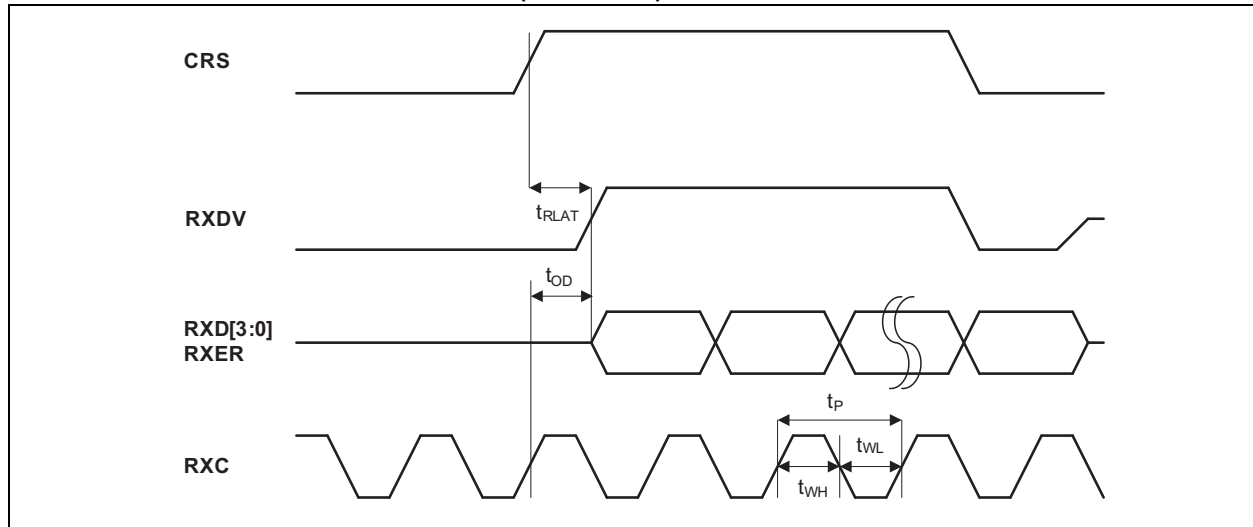 CRS
tRLAT
RXDV
tOD
RXD[3:0]
RXER
tP
tWL
RXC
tWH